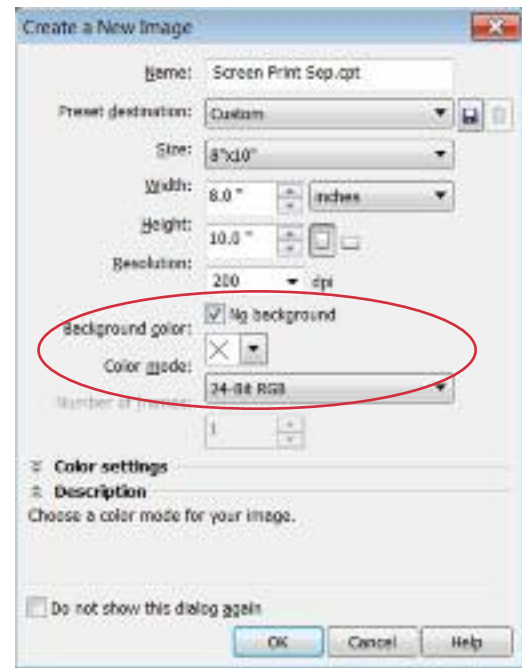 Create a New Image
Name: Screen Print Sep.cpt
Preset destination: Custom
Size: 8"x10"
Width: 8.0 " inches
Height: 10.0 "
Resolution: 200 dpi
No background
Background color:
Color mode: 24-Bit RGB
Number of frames: 1
Color settings
Description
Choose a color mode for your image.
Do not show this dialog again
OK Cancel Help